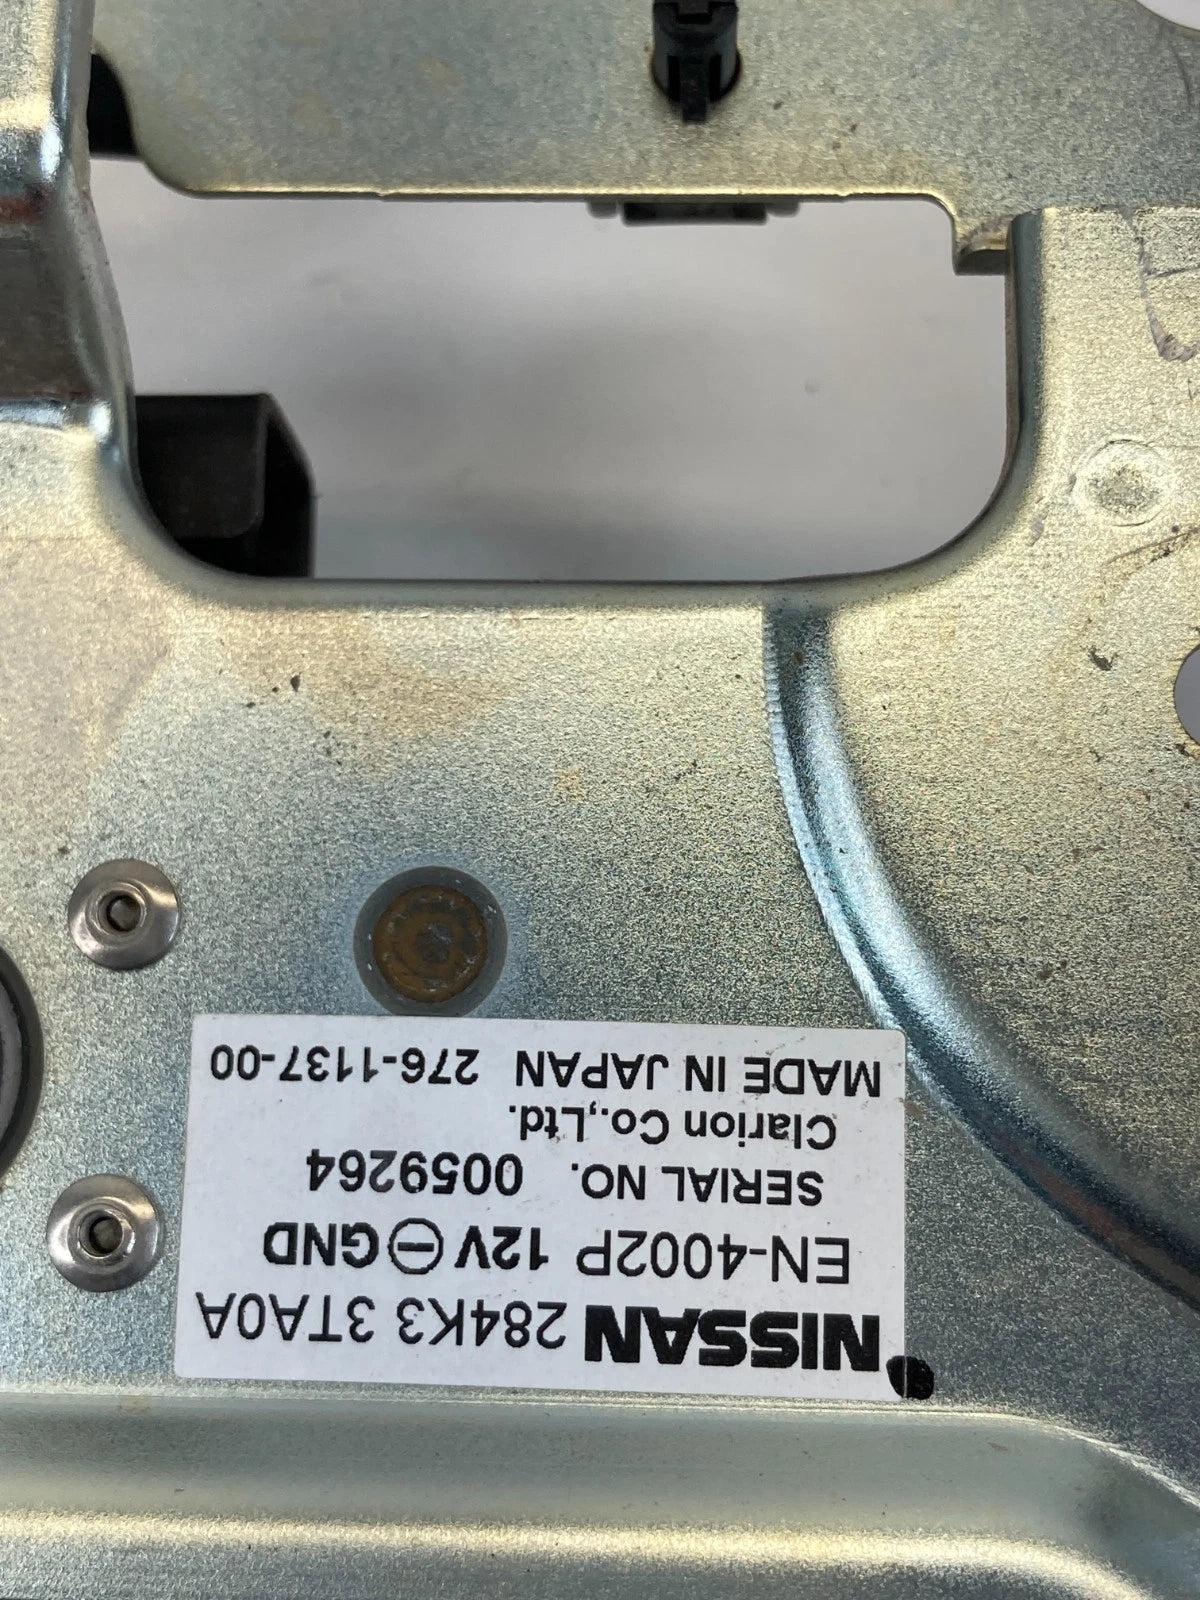 NISSAN 284K3 3TA0A
EN-4002P 12V⊖GND
SERIAL NO. 0059264
Clarion Co.,Ltd.
MADE IN JAPAN 276-1137-00